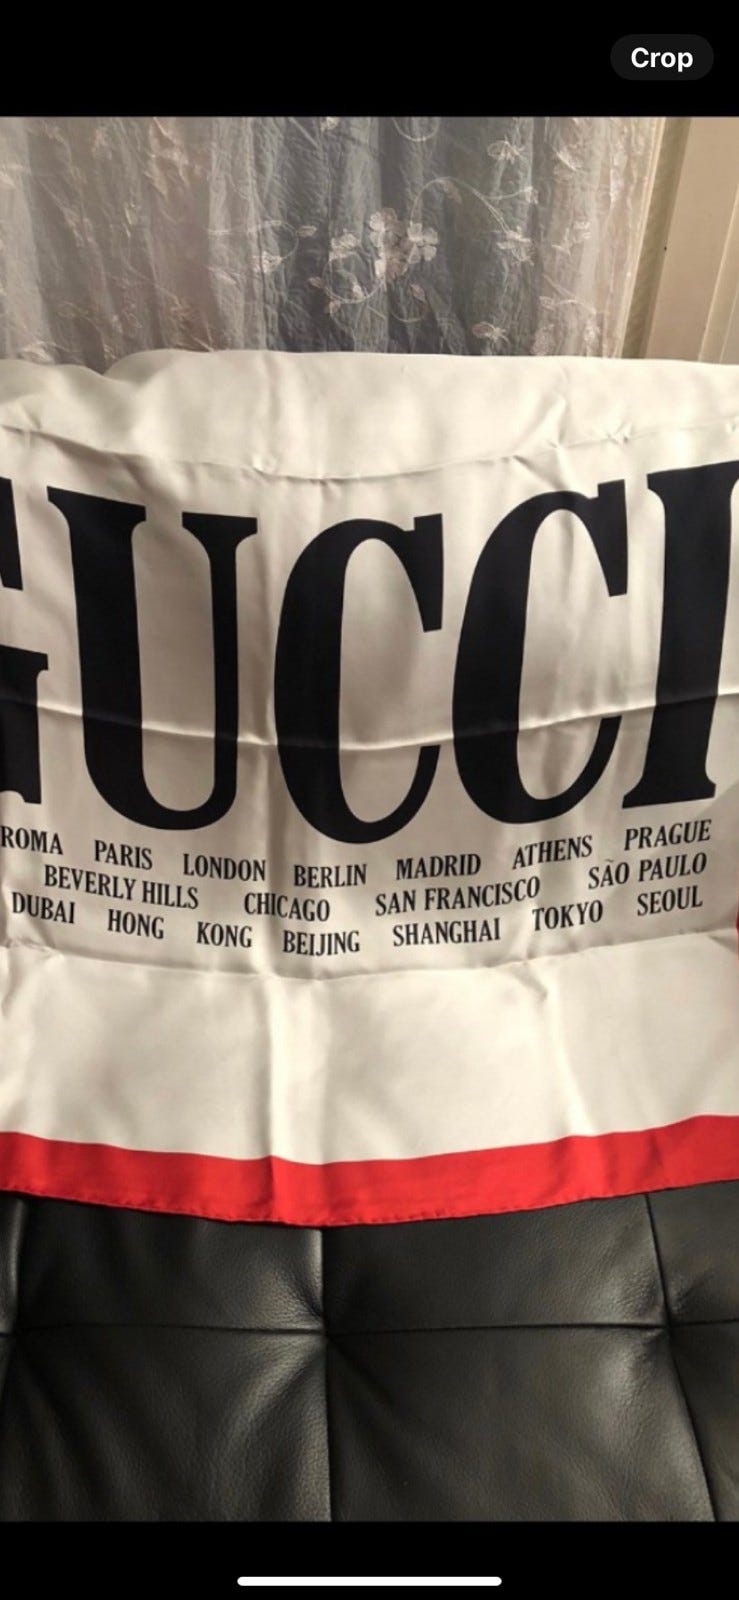 Crop
GUCCI
ROMA PARIS LONDON BERLIN MADRID ATHENS PRAGUE
BEVERLY HILLS CHICAGO SAN FRANCISCO SÃO PAULO
DUBAI HONG KONG BEIJING SHANGHAI TOKYO SEOUL